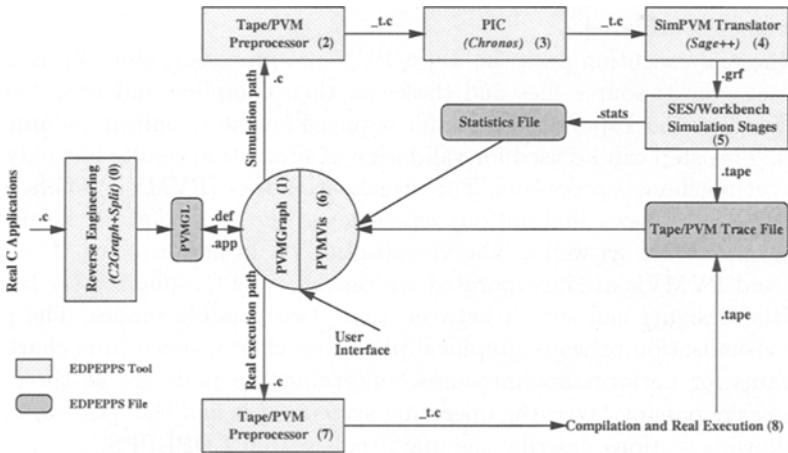 Tape/PVM
Preprocessor (2)
_t.c
PIC
(Chronos) (3)
_t.c
SimPVM Translator
(Sage++) (4)
.c
Simulation path
.grf
Statistics File
.stats
SES/Workbench
Simulation Stages
(5)
.tape
Real C Applications
.c
Reverse Engineering (0)
(C2Graph+Split)
PVMGL
.def
.app
PVMGraph (1)
PVMVis (6)
Tape/PVM Trace File
Real execution path
User
Interface
.tape
EDPEPPS Tool
EDPEPPS File
.c
Tape/PVM
Preprocessor (7)
_t.c
Compilation and Real Execution (8)